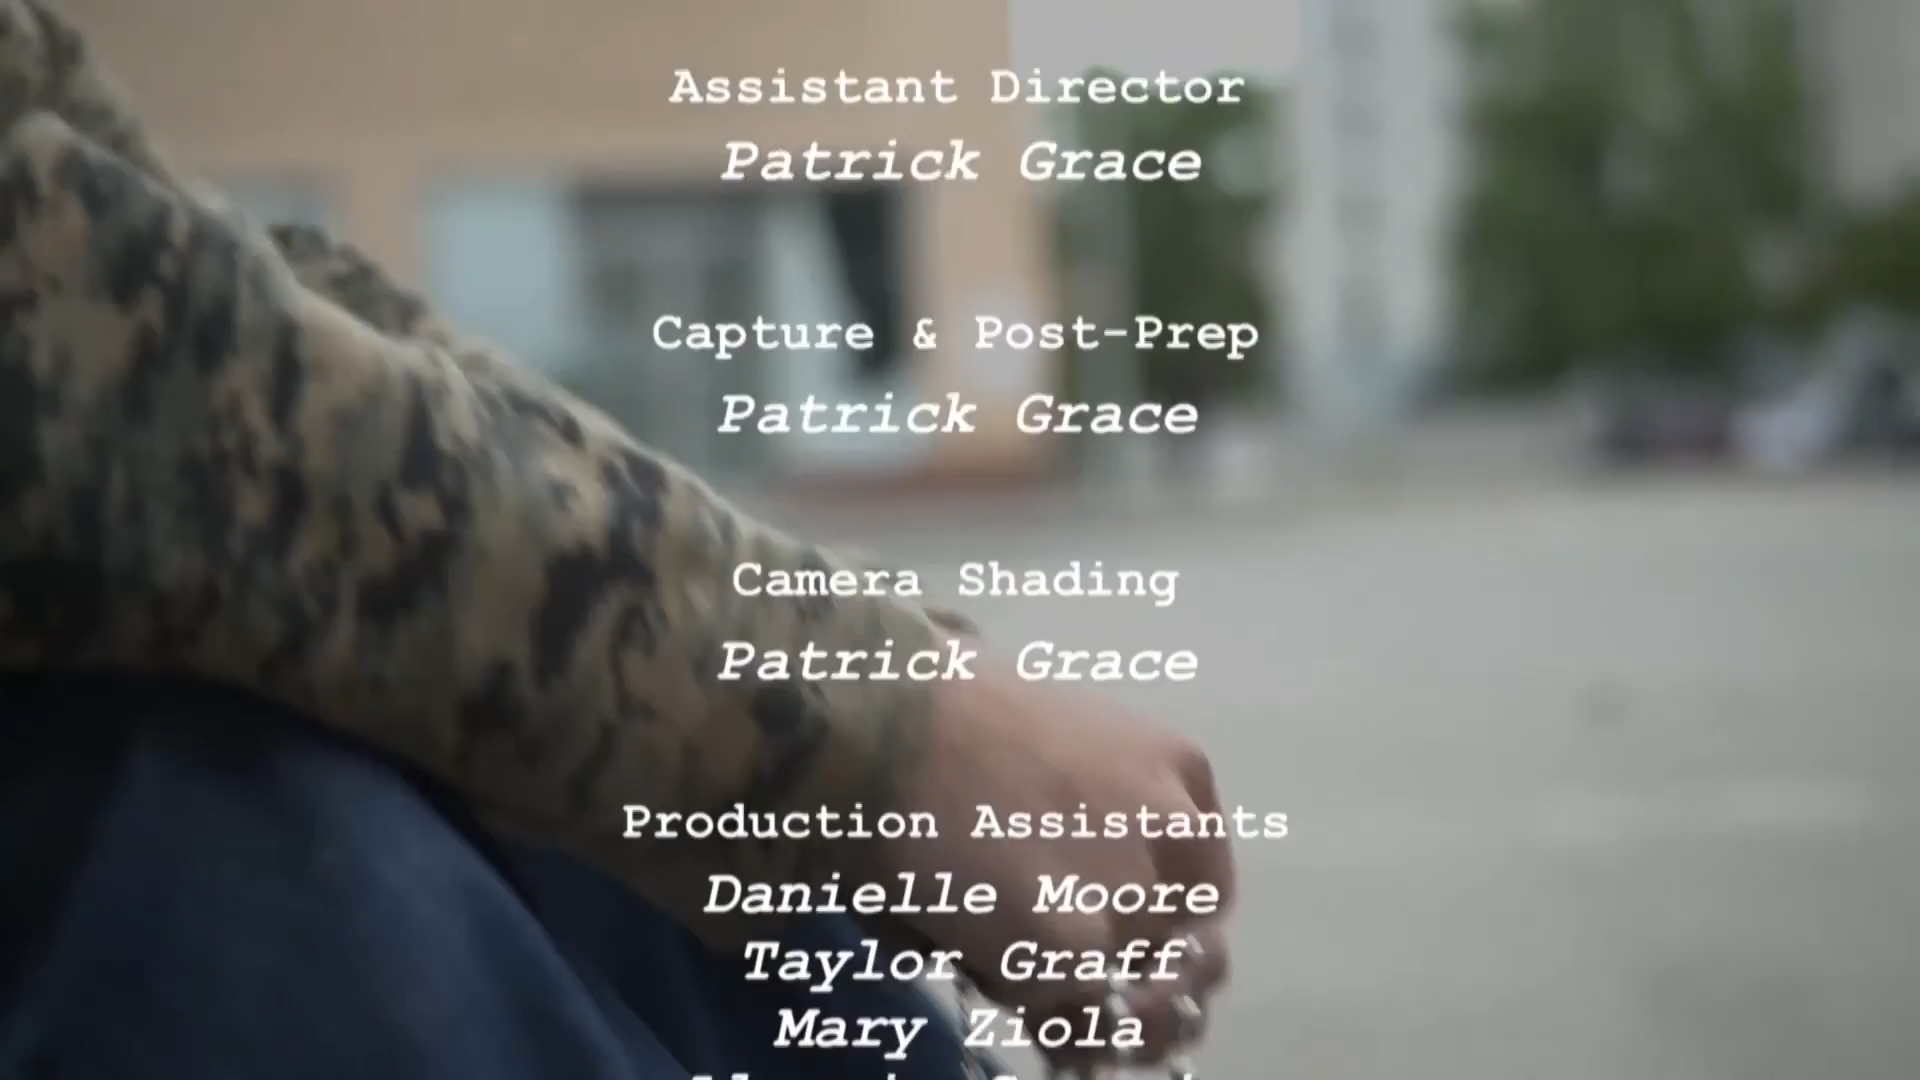 Assistant Director
Patrick Grace
Capture & Post-Prep
Patrick Grace
Camera Shading
Patrick Grace
Production Assistants
Danielle Moore
Taylor Graff
Mary Ziola